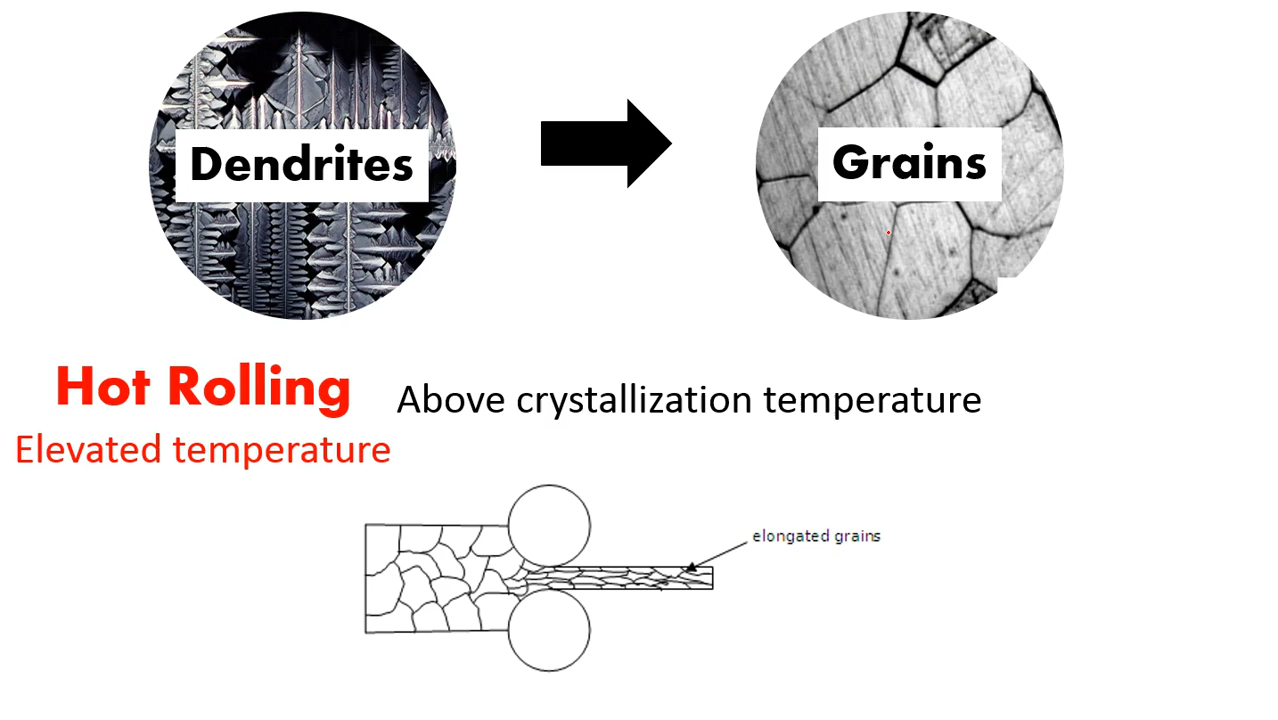 Dendrites
Grains
Hot Rolling
Above crystallization temperature
Elevated temperature
elongated grains